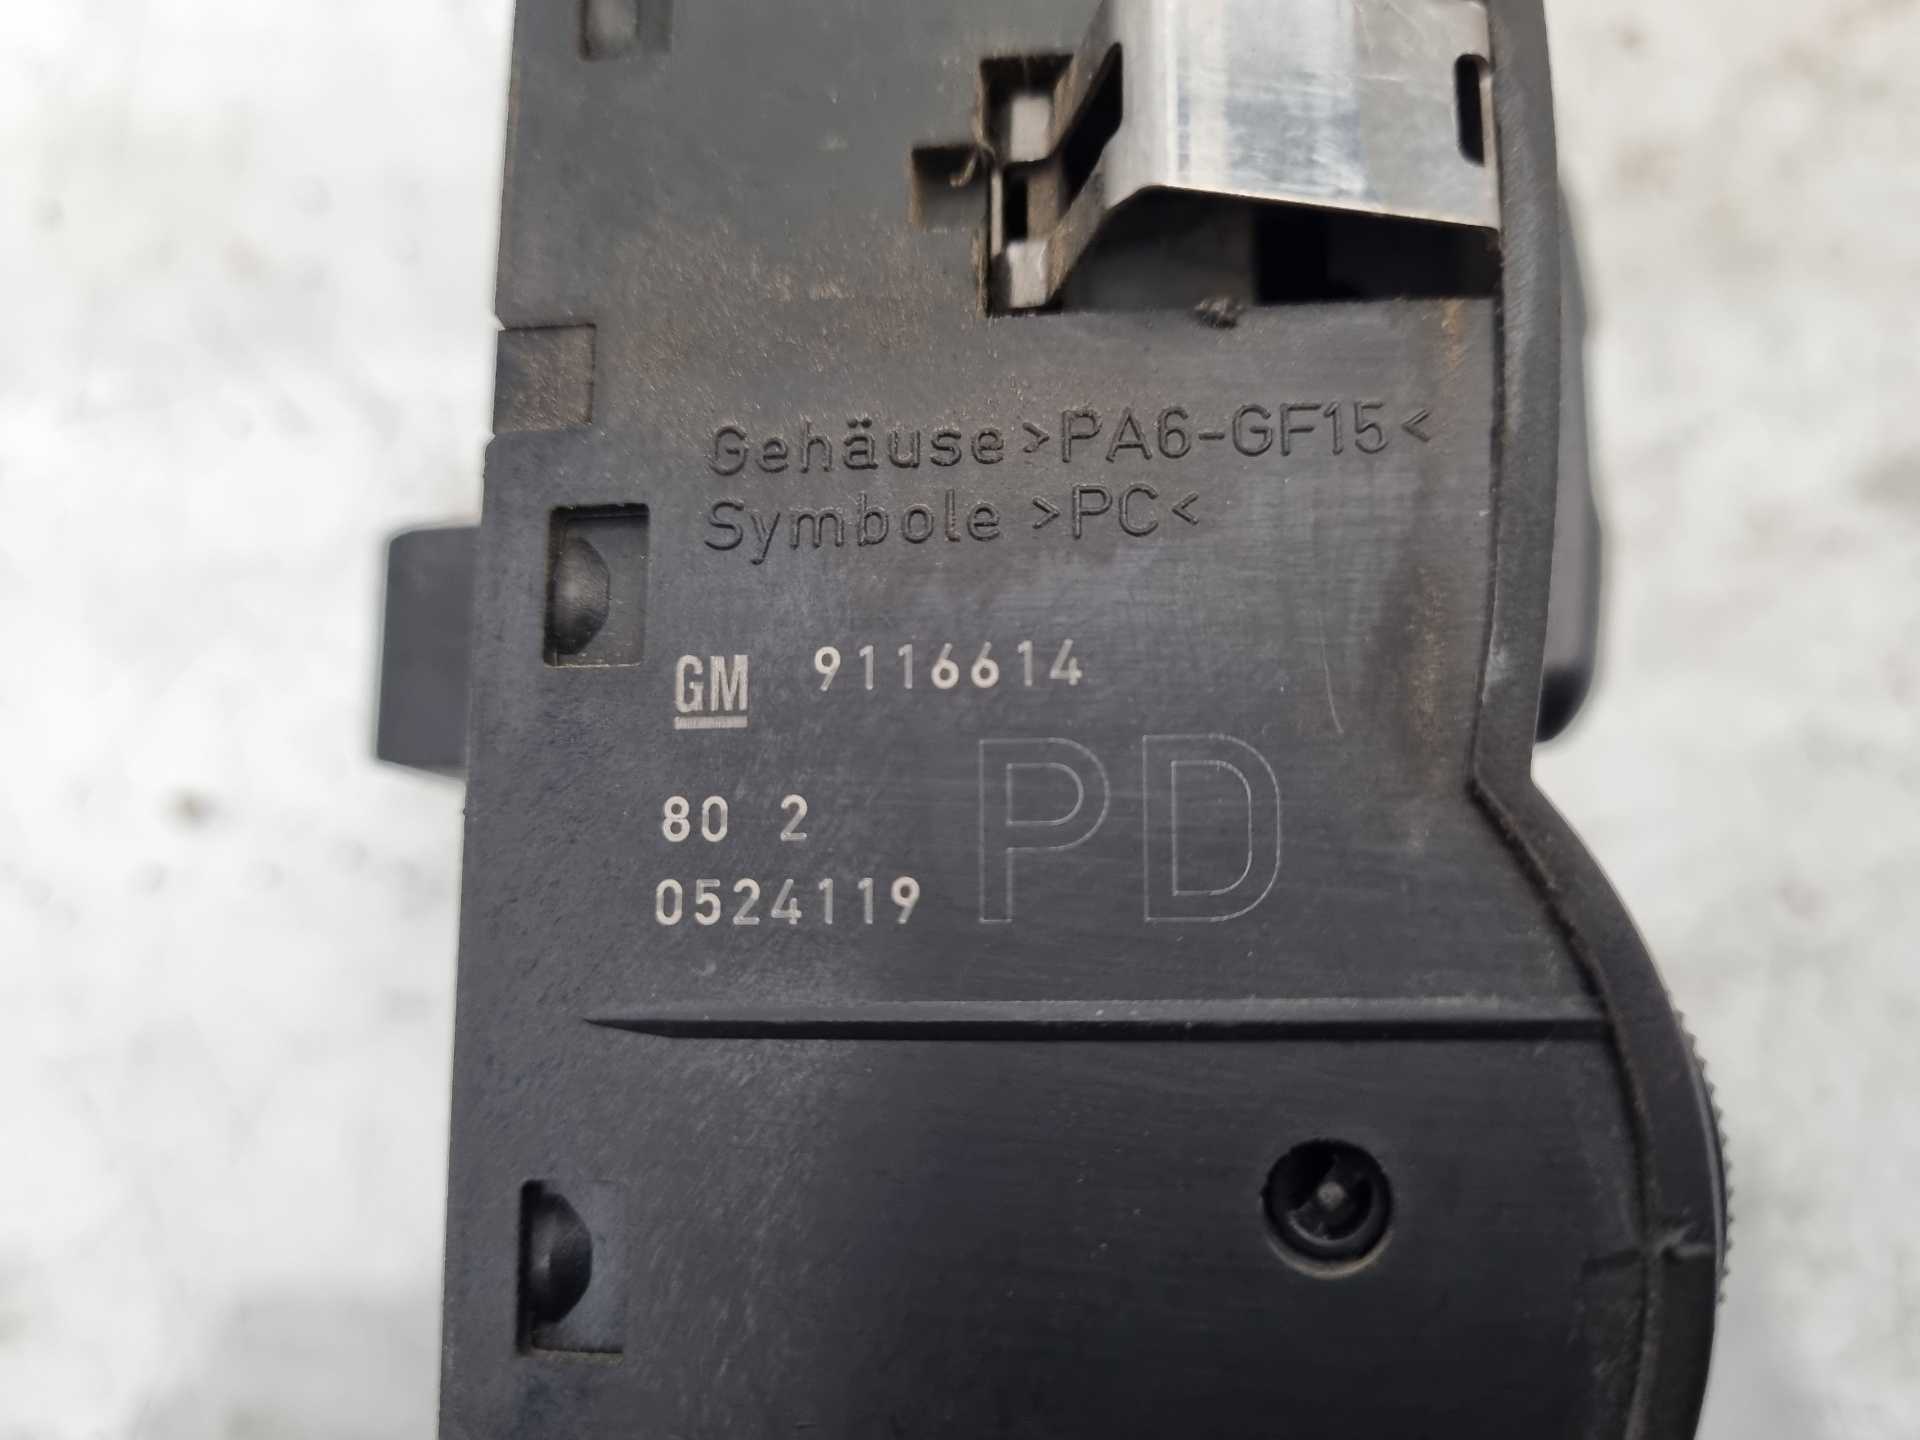 Gehäuse >PA6-GF15<
Symbole >PC<
GM 9116614
80 2
0524119 PD